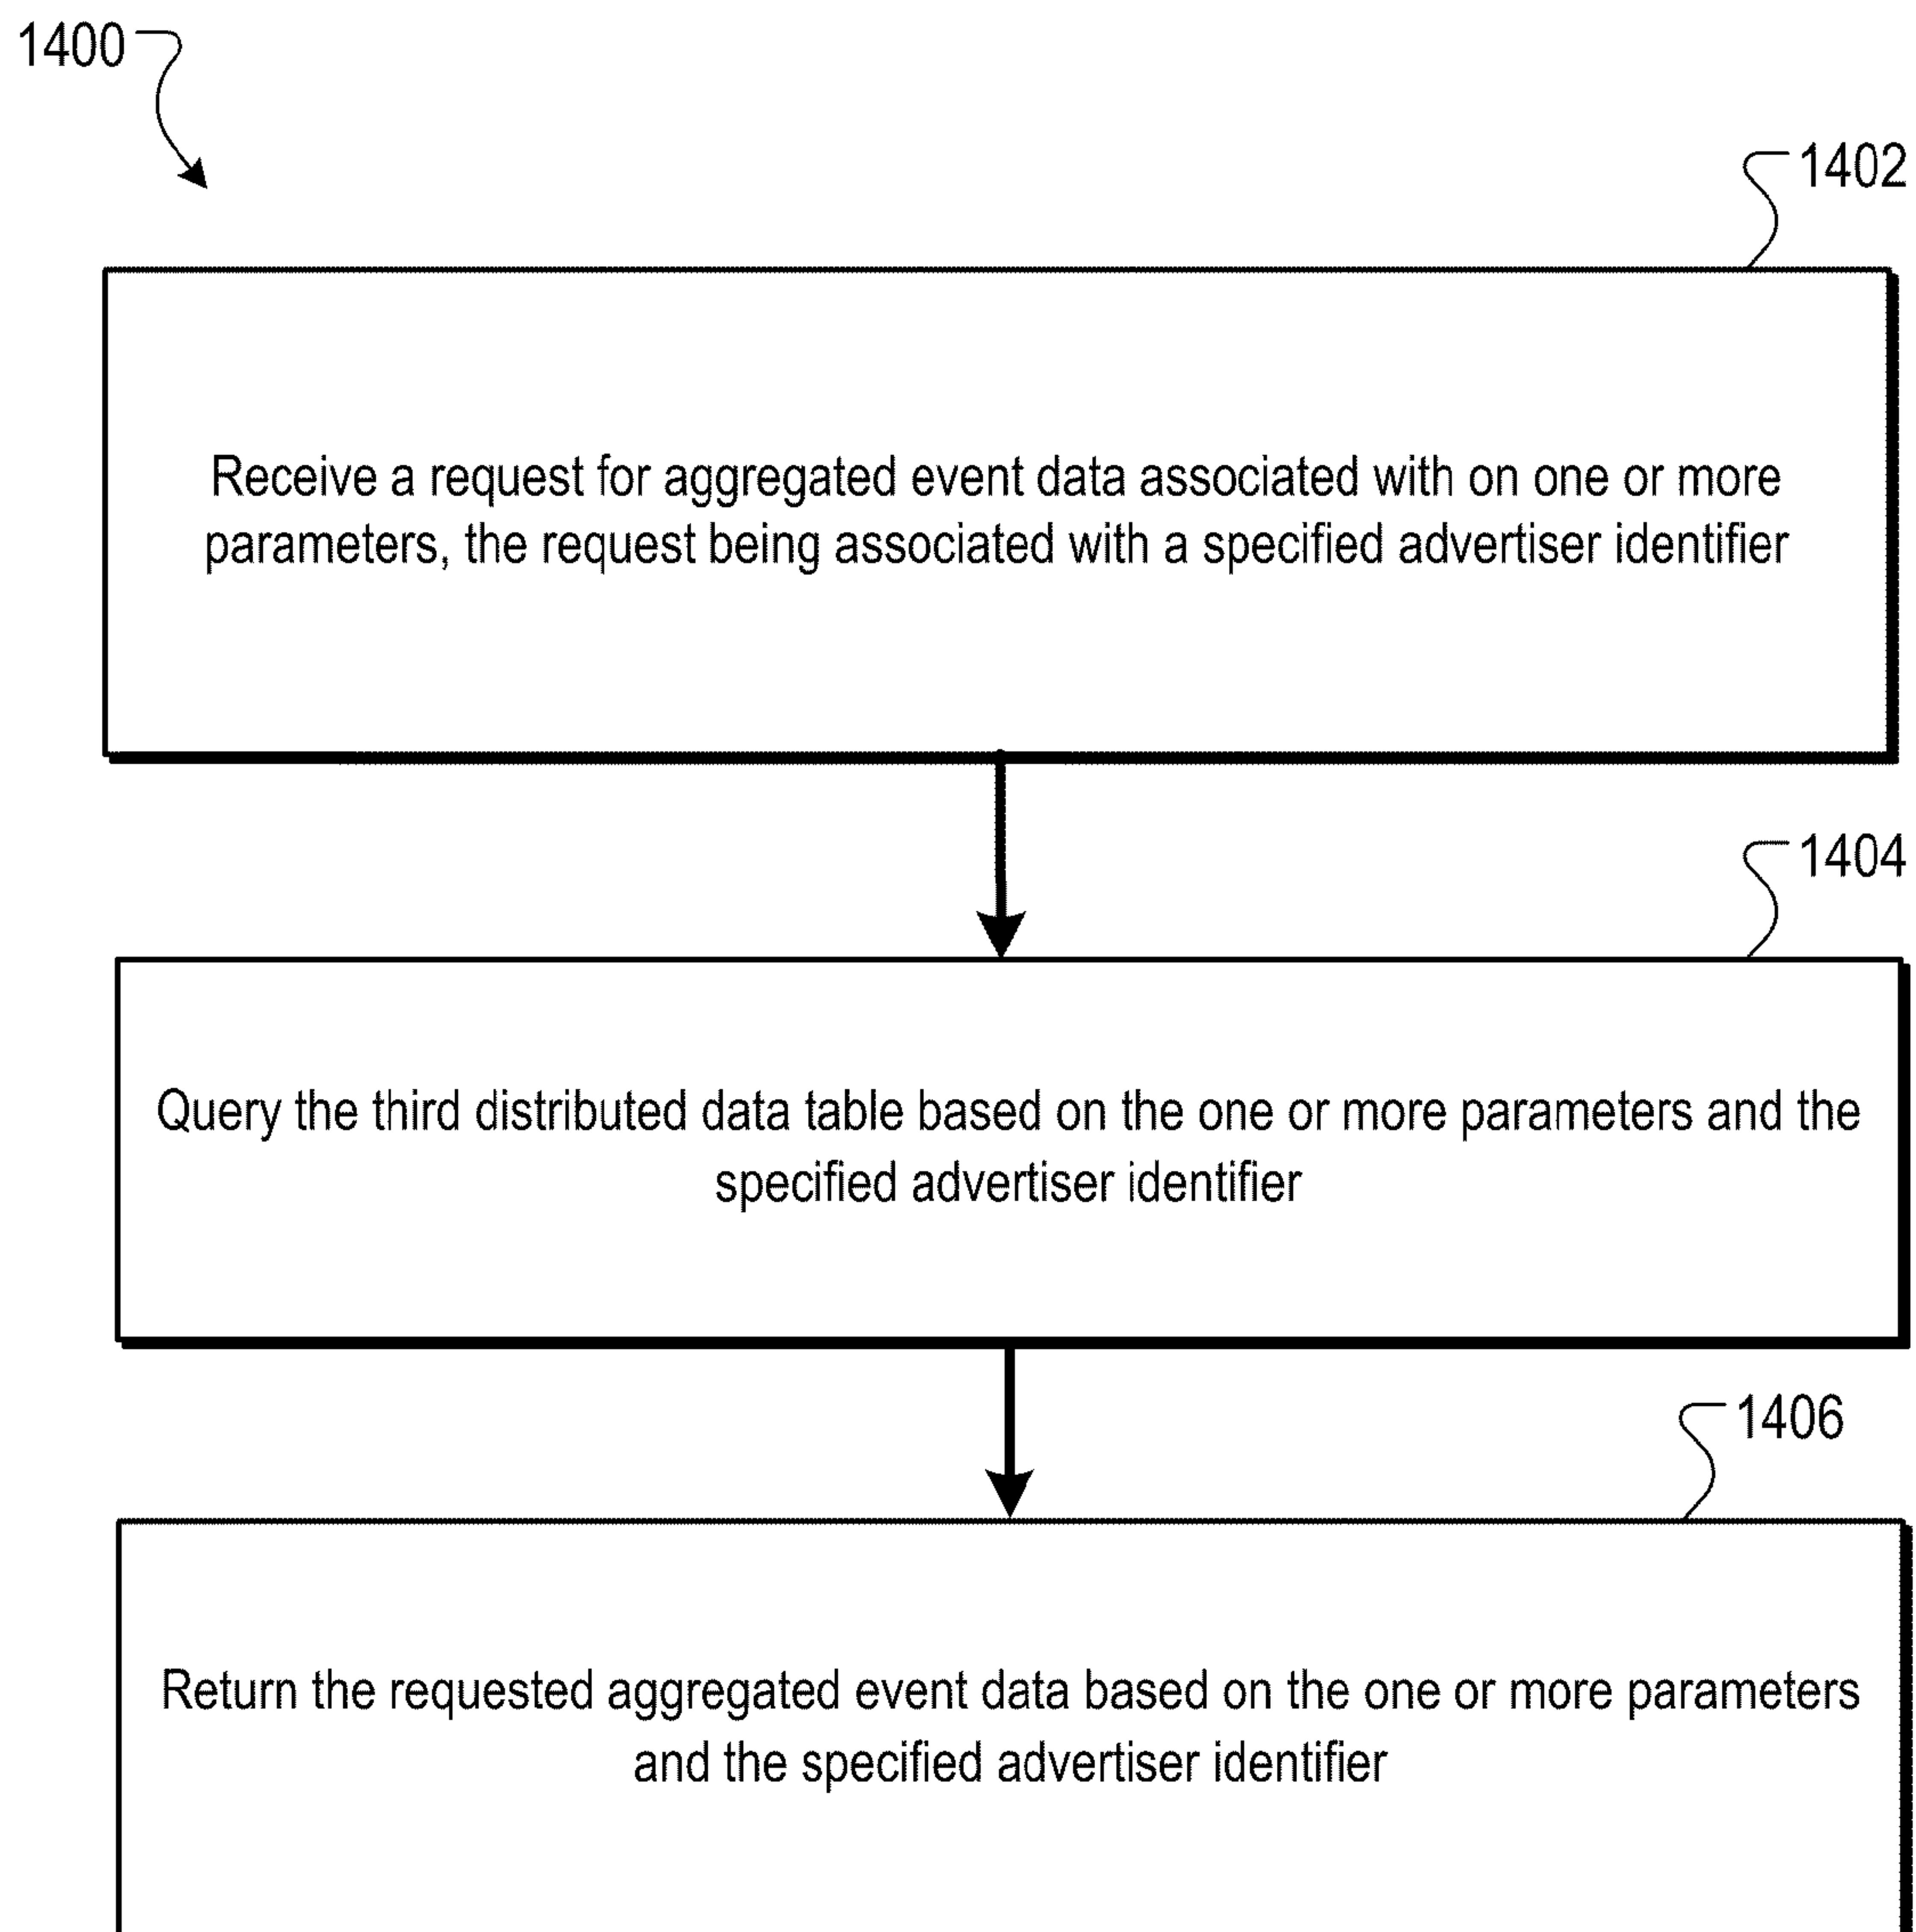 1400
1402
Receive a request for aggregated event data associated with on one or more
parameters, the request being associated with a specified advertiser identifier
1404
Query the third distributed data table based on the one or more parameters and the
specified advertiser identifier
1406
Return the requested aggregated event data based on the one or more parameters
and the specified advertiser identifier